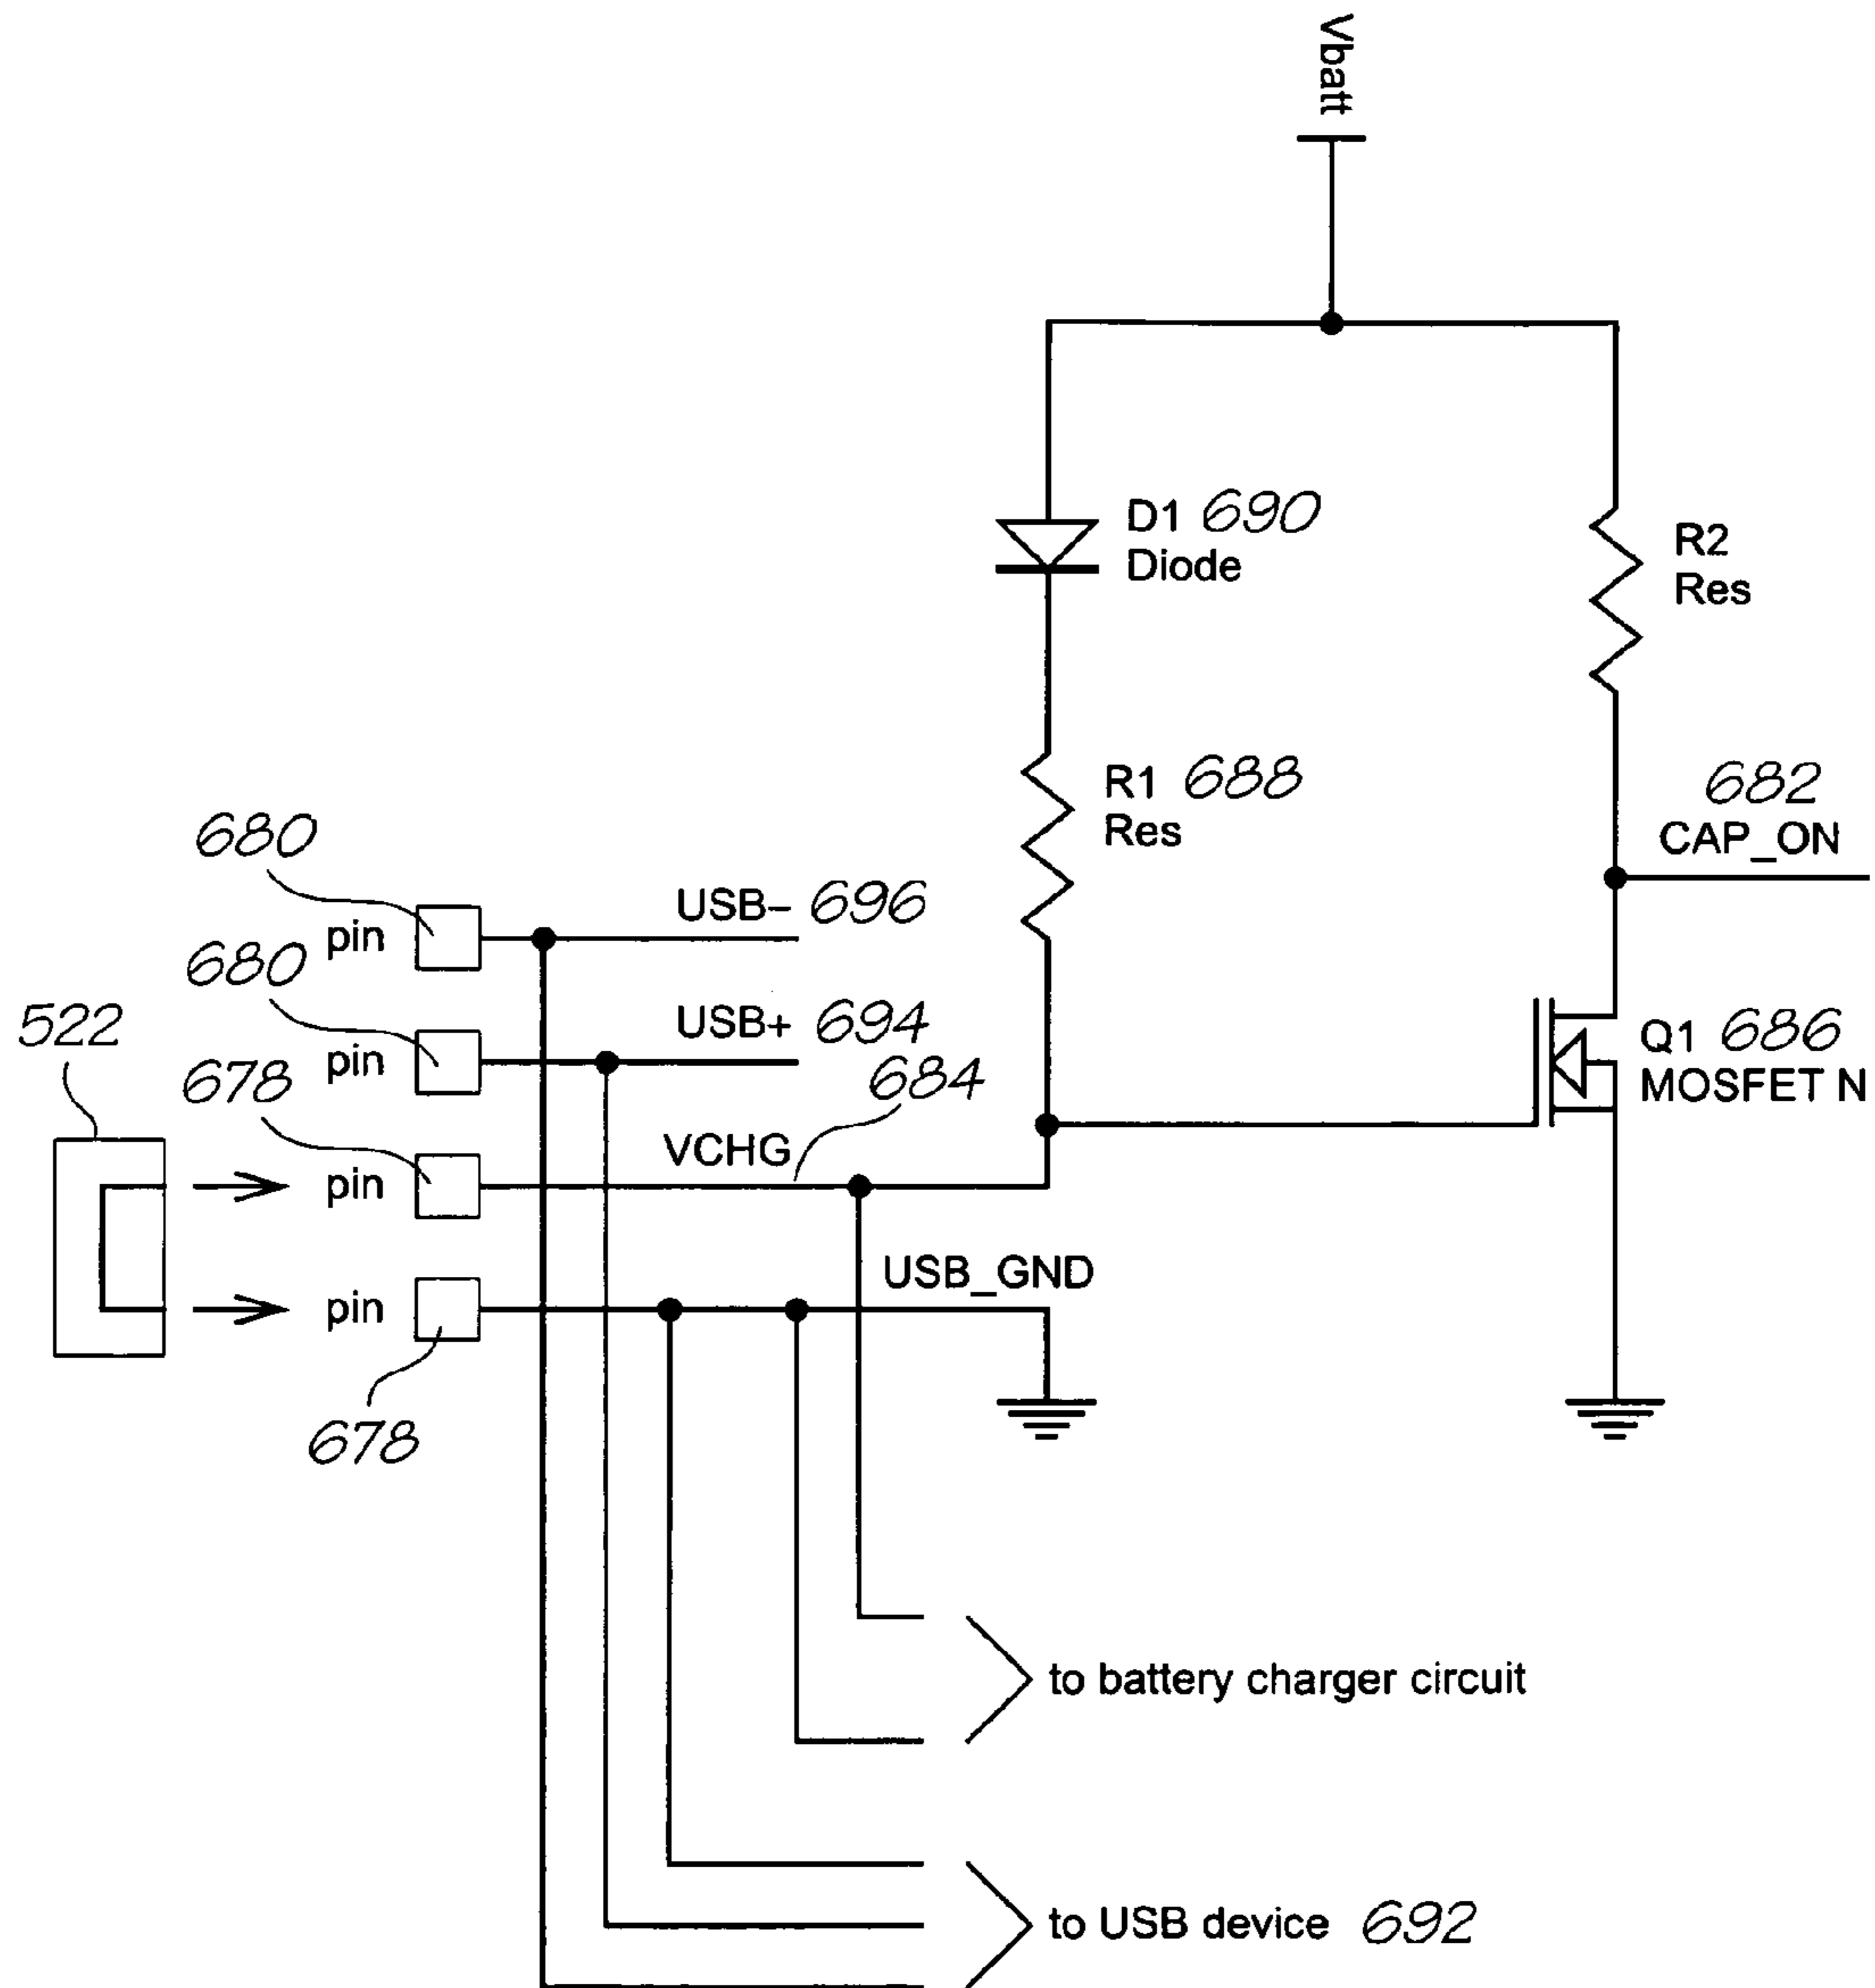 Vbatt
D1 690
Diode
R2
Res
R1 688
Res
682
CAP_ON
680
pin
USB– 696
680
pin
USB+ 694
684
522
678
Q1 686
MOSFET N
VCHG
pin
USB_GND
pin
678
to battery charger circuit
to USB device 692